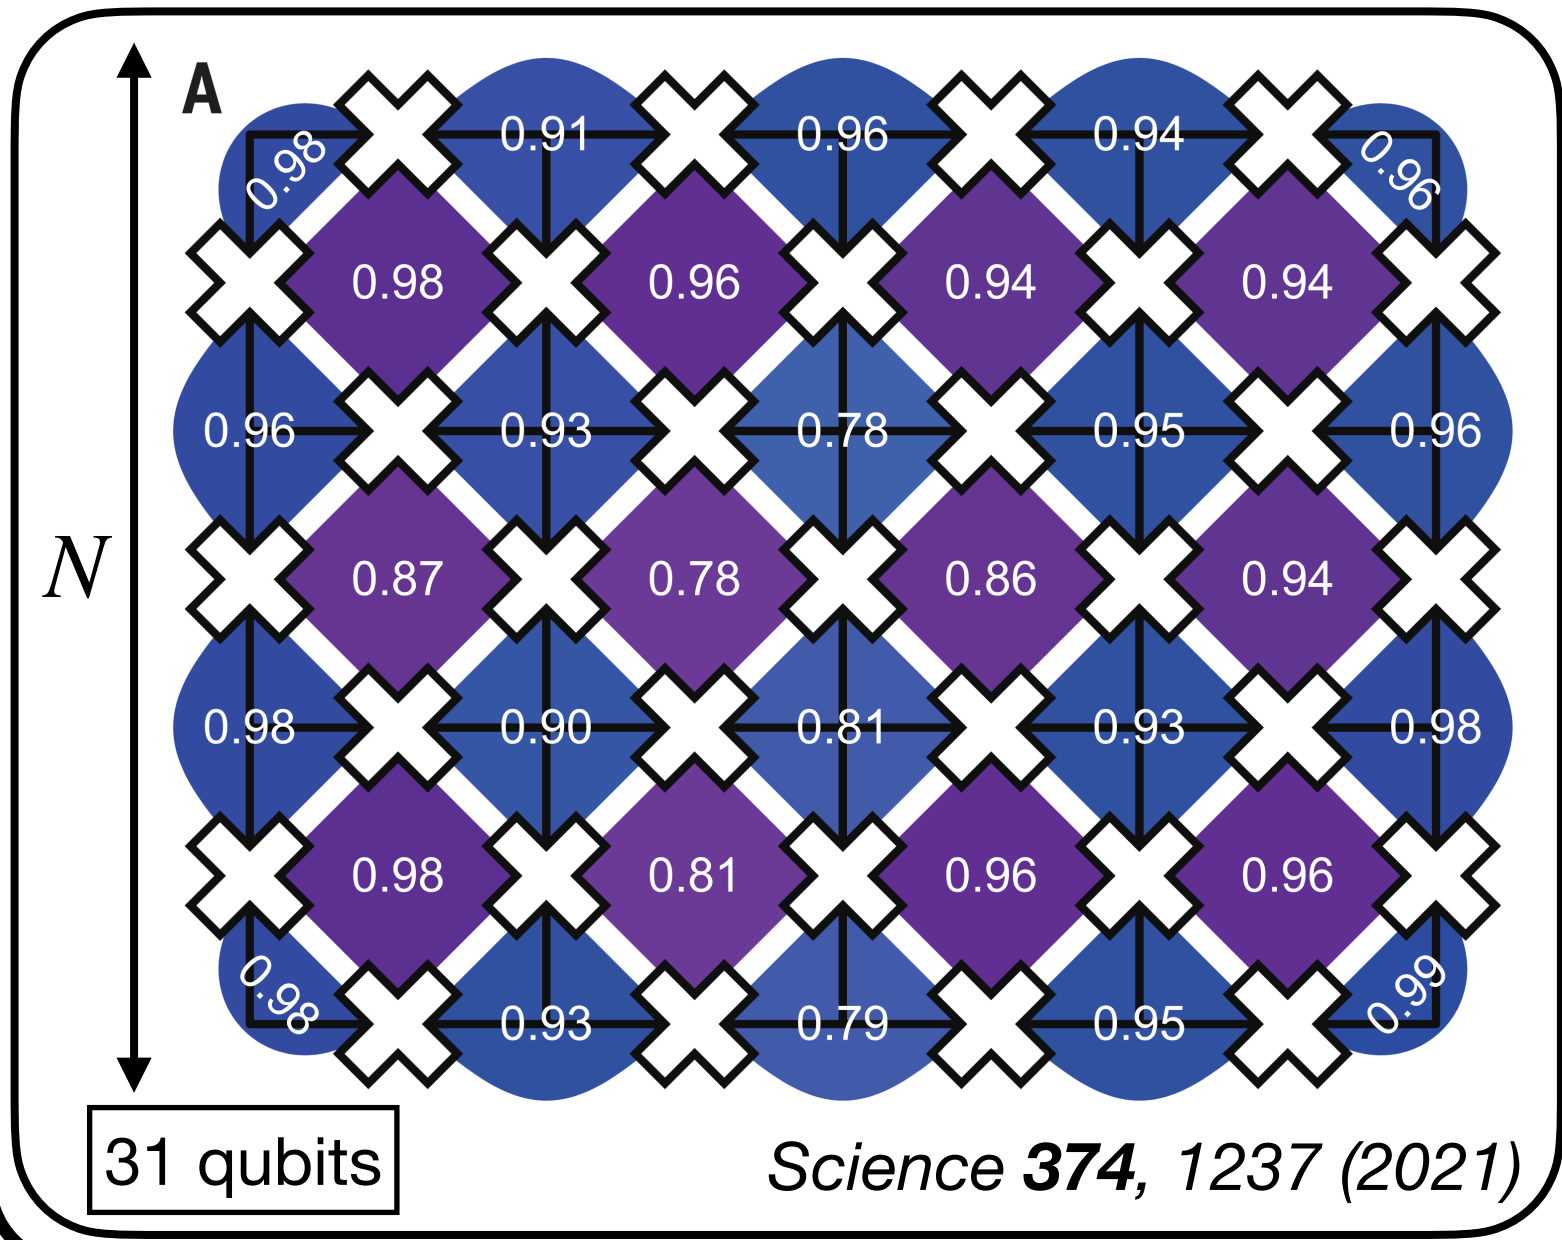 A
0.98 0.91 0.96 0.94 0.96
0.98 0.96 0.94 0.94
0.96 0.93 0.78 0.95 0.96
N
0.87 0.78 0.86 0.94
0.98 0.90 0.81 0.93 0.98
0.98 0.81 0.96 0.96
0.98 0.93 0.79 0.95 0.99
31 qubits
Science 374, 1237 (2021)